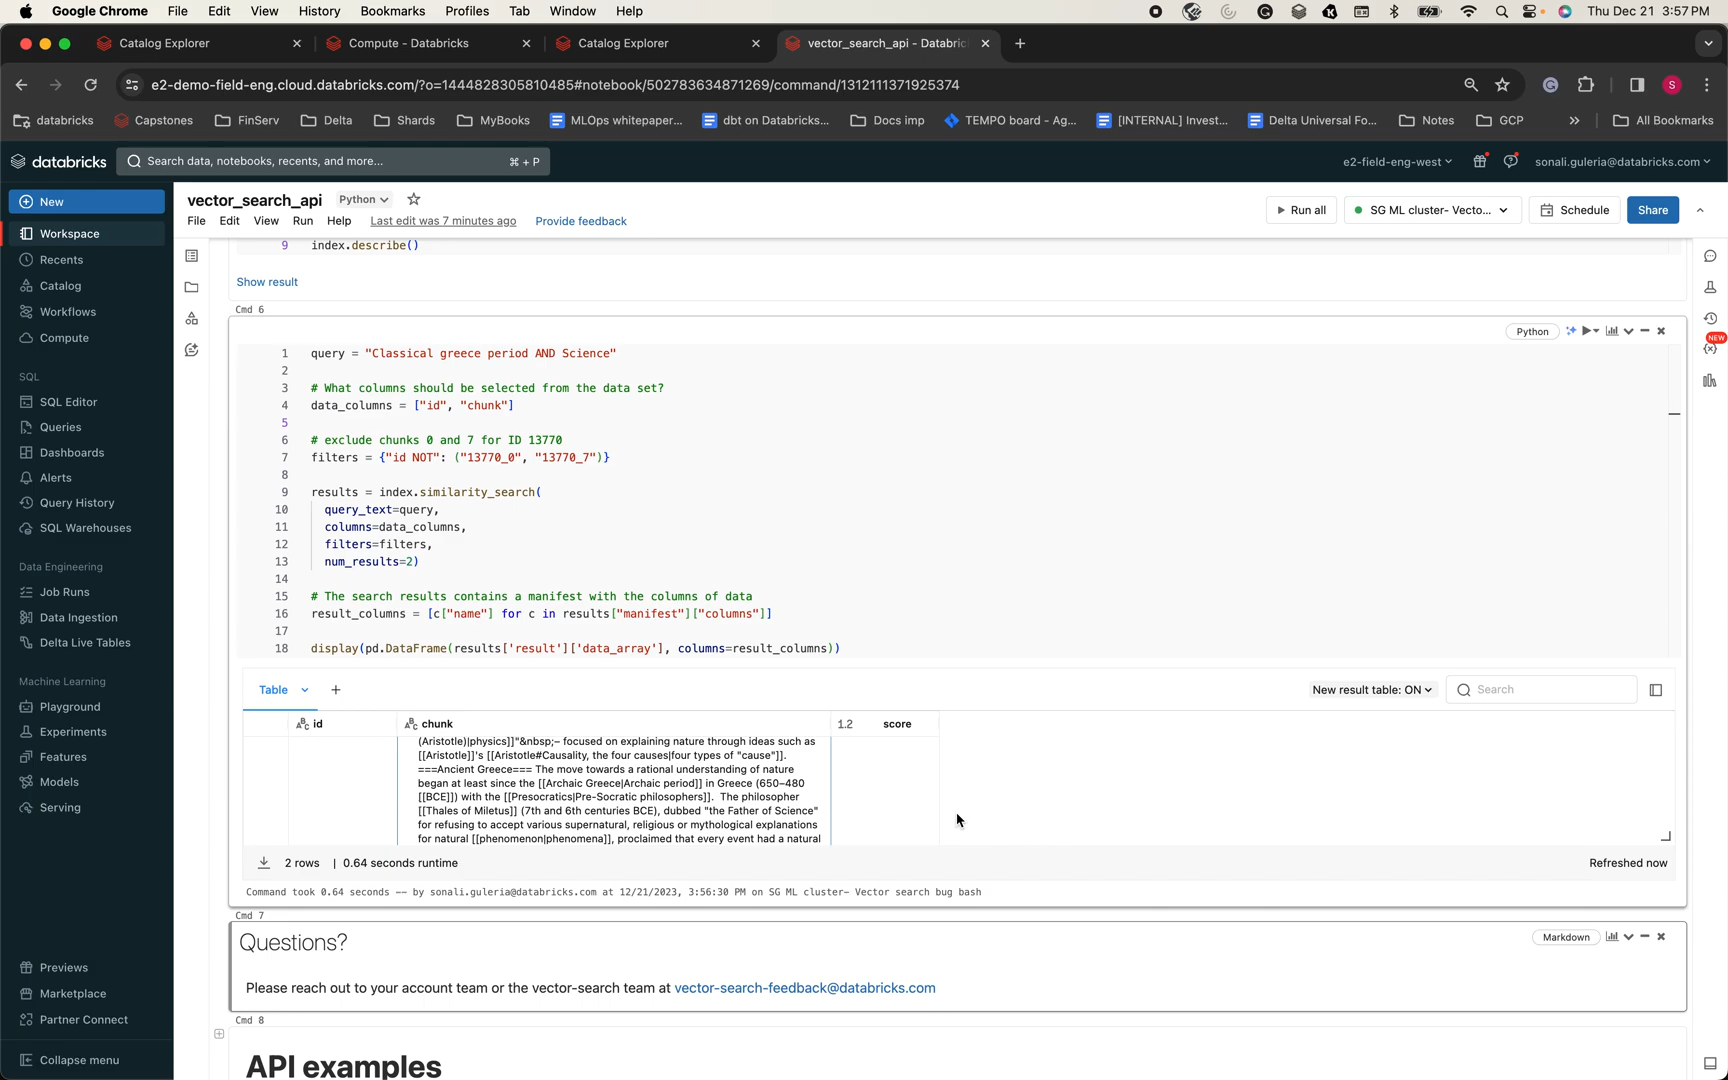 Google Chrome File Edit View History Bookmarks Profiles Tab Window Help Thu Dec 21 3:57 PM
Catalog Explorer Compute - Databricks Catalog Explorer vector_search_api - Databric
e2-demo-field-eng.cloud.databricks.com/?o=1444828305810485#notebook/502783634871269/command/1312111371925374 S
databricks Capstones FinServ Delta Shards MyBooks MLOps whitepaper... dbt on Databricks... Docs imp TEMPO board - Ag... [INTERNAL] Invest... Delta Universal Fo... Notes GCP » All Bookmarks
databricks Search data, notebooks, recents, and more... ⌘ + P e2-field-eng-west sonali.guleria@databricks.com
New
Workspace
Recents
Catalog
Workflows
Compute
SQL
SQL Editor
Queries
Dashboards
Alerts
Query History
SQL Warehouses
Data Engineering
Job Runs
Data Ingestion
Delta Live Tables
Machine Learning
Playground
Experiments
Features
Models
Serving
Previews
Marketplace
Partner Connect
Collapse menu
vector_search_api Python
File Edit View Run Help Last edit was 7 minutes ago Provide feedback
Run all SG ML cluster- Vecto... Schedule Share
NEW
9 index.describe()
Show result
Cmd 6
Python
1 query = "Classical greece period AND Science"
2
3 # What columns should be selected from the data set?
4 data_columns = ["id", "chunk"]
5
6 # exclude chunks 0 and 7 for ID 13770
7 filters = {"id NOT": ("13770_0", "13770_7")}
8
9 results = index.similarity_search(
10 query_text=query,
11 columns=data_columns,
12 filters=filters,
13 num_results=2)
14
15 # The search results contains a manifest with the columns of data
16 result_columns = [c["name"] for c in results["manifest"]["columns"]]
17
18 display(pd.DataFrame(results['result']['data_array'], columns=result_columns))
Table + New result table: ON Search
ABC id ABC chunk 1.2 score
(Aristotle)|physics]]"&nbsp;– focused on explaining nature through ideas such as
[[Aristotle]]'s [[Aristotle#Causality, the four causes|four types of "cause"]].
===Ancient Greece=== The move towards a rational understanding of nature
began at least since the [[Archaic Greece|Archaic period]] in Greece (650–480
[[BCE]]) with the [[Presocratics|Pre-Socratic philosophers]]. The philosopher
[[Thales of Miletus]] (7th and 6th centuries BCE), dubbed "the Father of Science"
for refusing to accept various supernatural, religious or mythological explanations
for natural [[phenomenon|phenomena]], proclaimed that every event had a natural
2 rows | 0.64 seconds runtime Refreshed now
Command took 0.64 seconds -- by sonali.guleria@databricks.com at 12/21/2023, 3:56:30 PM on SG ML cluster- Vector search bug bash
Cmd 7
Questions?
Markdown
Please reach out to your account team or the vector-search team at vector-search-feedback@databricks.com
Cmd 8
API examples